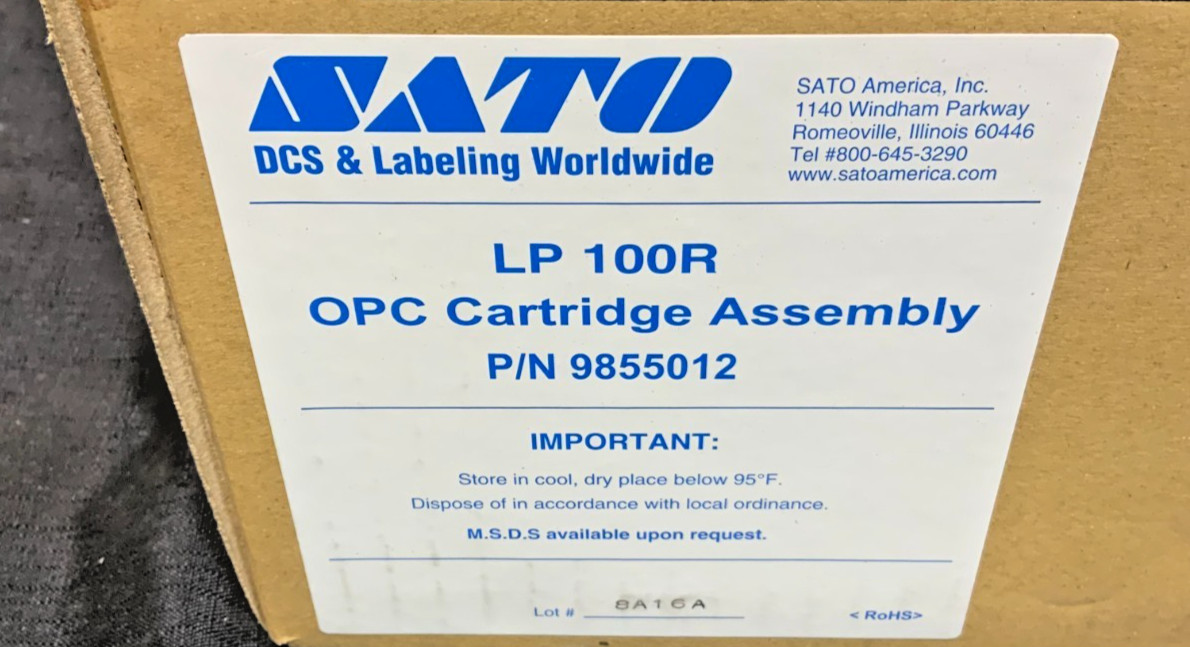 SATO
DCS & Labeling Worldwide
SATO America, Inc.
1140 Windham Parkway
Romeoville, Illinois 60446
Tel #800-645-3290
www.satoamerica.com
LP 100R
OPC Cartridge Assembly
P/N 9855012
IMPORTANT:
Store in cool, dry place below 95°F.
Dispose of in accordance with local ordinance.
M.S.D.S available upon request.
Lot # 8A16A
<RoHS>